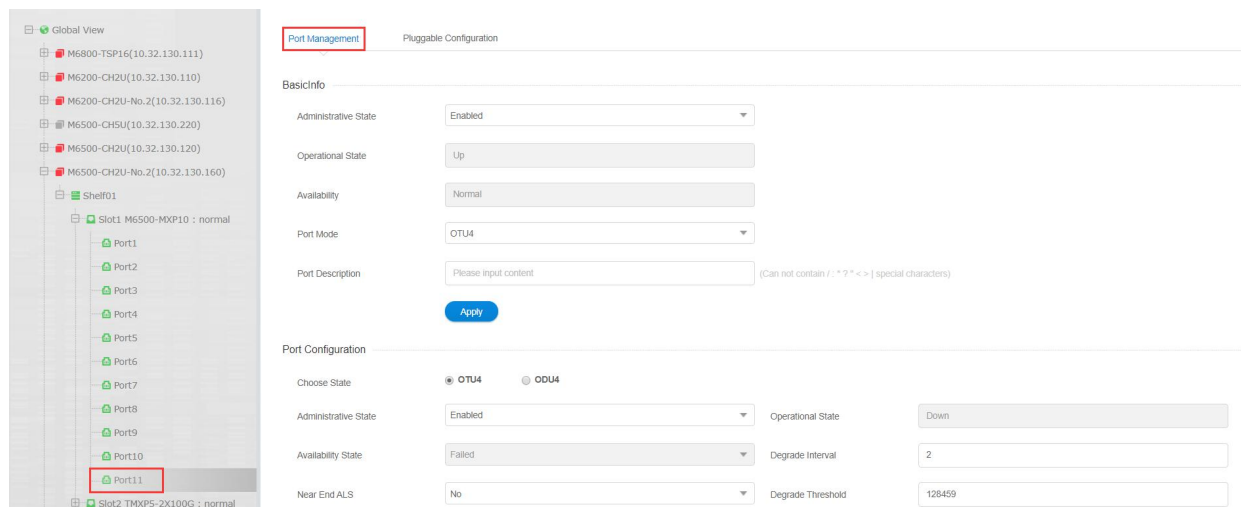 Global View
M6800-TSP16(10.32.130.111)
M6200-CH2U(10.32.130.110)
M6200-CH2U-No.2(10.32.130.116)
M6500-CH5U(10.32.130.220)
M6500-CH2U(10.32.130.120)
M6500-CH2U-No.2(10.32.130.160)
Shelf01
Slot1 M6500-MXP10 : normal
Port1
Port2
Port3
Port4
Port5
Port6
Port7
Port8
Port9
Port10
Port11
Slot2 TMXP5-2X100G : normal
Port Management Pluggable Configuration
BasicInfo
Administrative State Enabled
Operational State Up
Availability Normal
Port Mode OTU4
Port Description Please input content (Can not contain / : * ? " < > | special characters)
Apply
Port Configuration
Choose State OTU4 ODU4
Administrative State Enabled Operational State Down
Availability State Failed Degrade Interval 2
Near End ALS No Degrade Threshold 128459